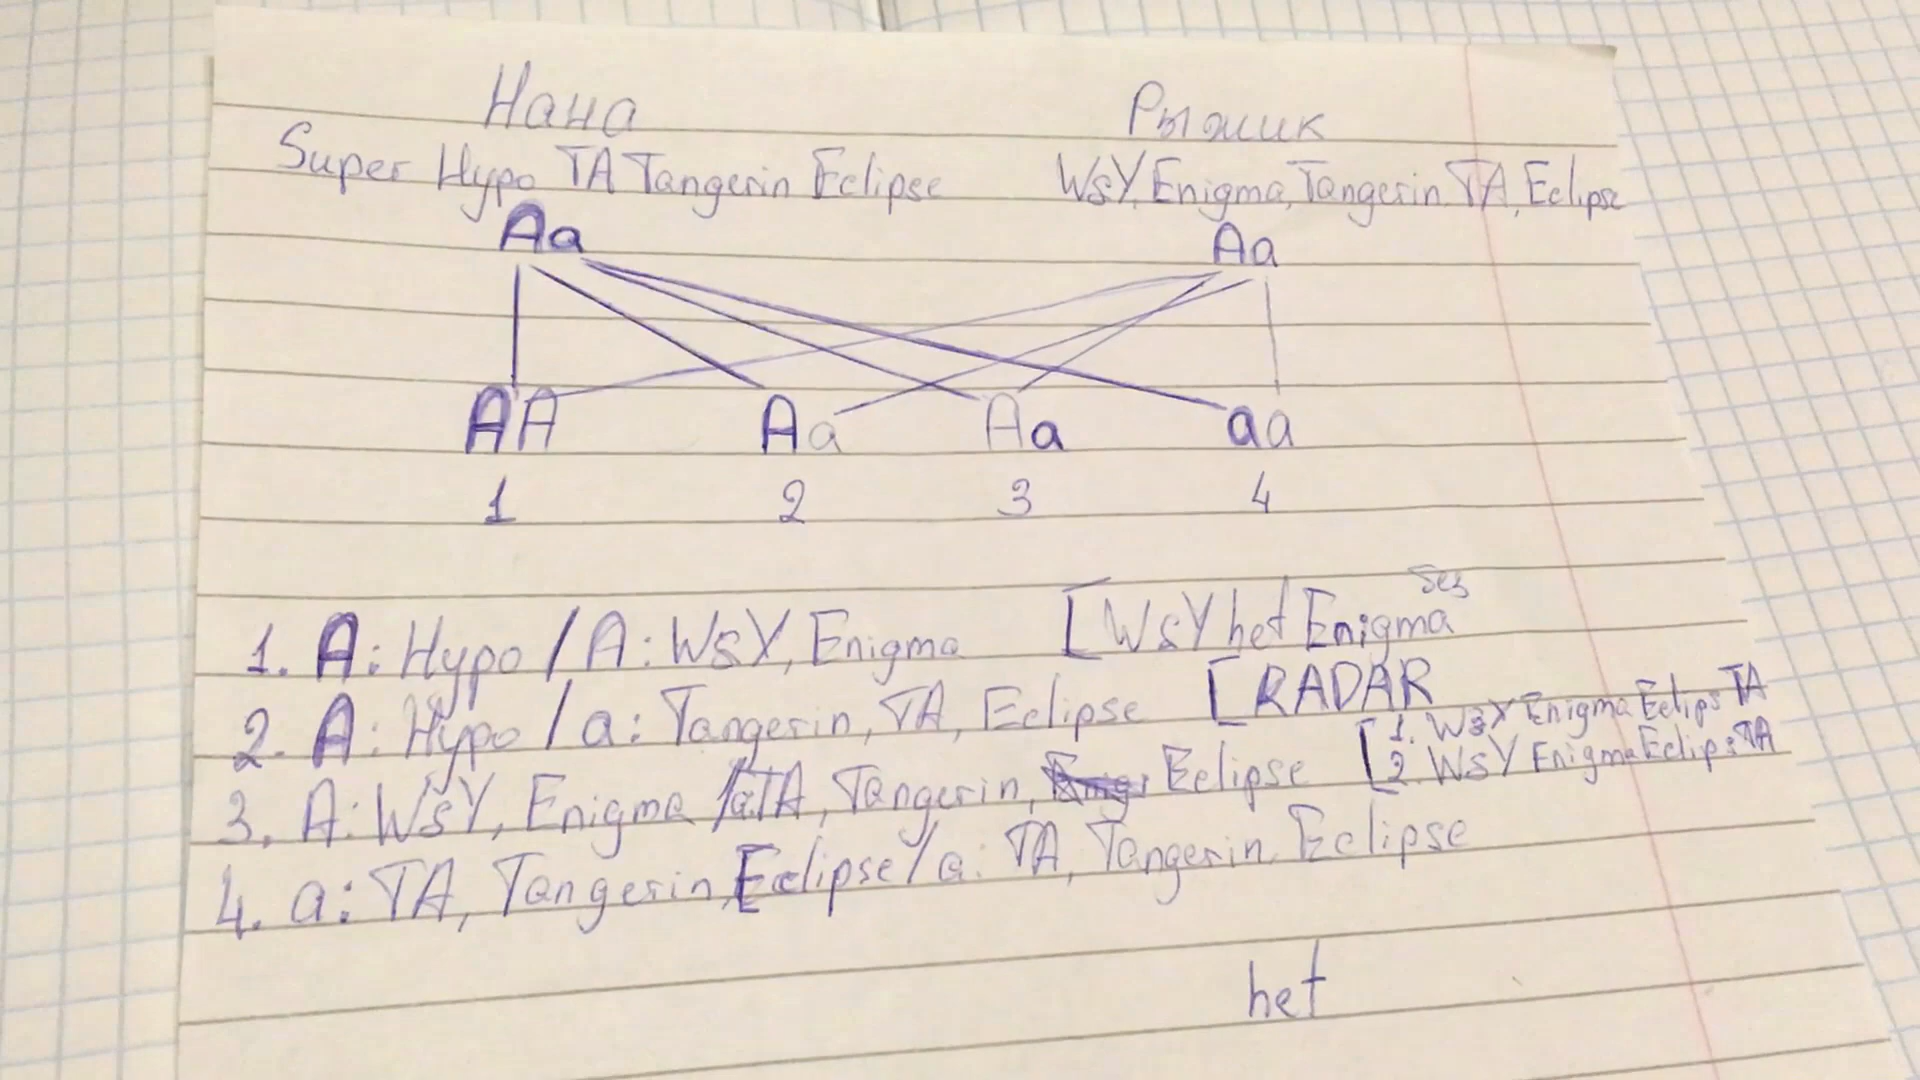 Нана Рыжик
Super Hypo TA Tangerin Eclipse WsY, Enigma, Tangerin TA, Eclipse
Aa Aa
AA Aa Aa aa
1 2 3 4
без
1. A: Hypo / A: WsY, Enigma [WsY het Enigma
2. A: Hypo / a: Tangerin, TA, Eclipse [RADAR
3. A: WsY, Enigma /a:TA, Tangerin, Eclipse [1. WsY Enigma Eclips TA
2. WsY Enigma Eclips TA
4. a: TA, Tangerin, Eclipse / a: TA, Tangerin, Eclipse
het